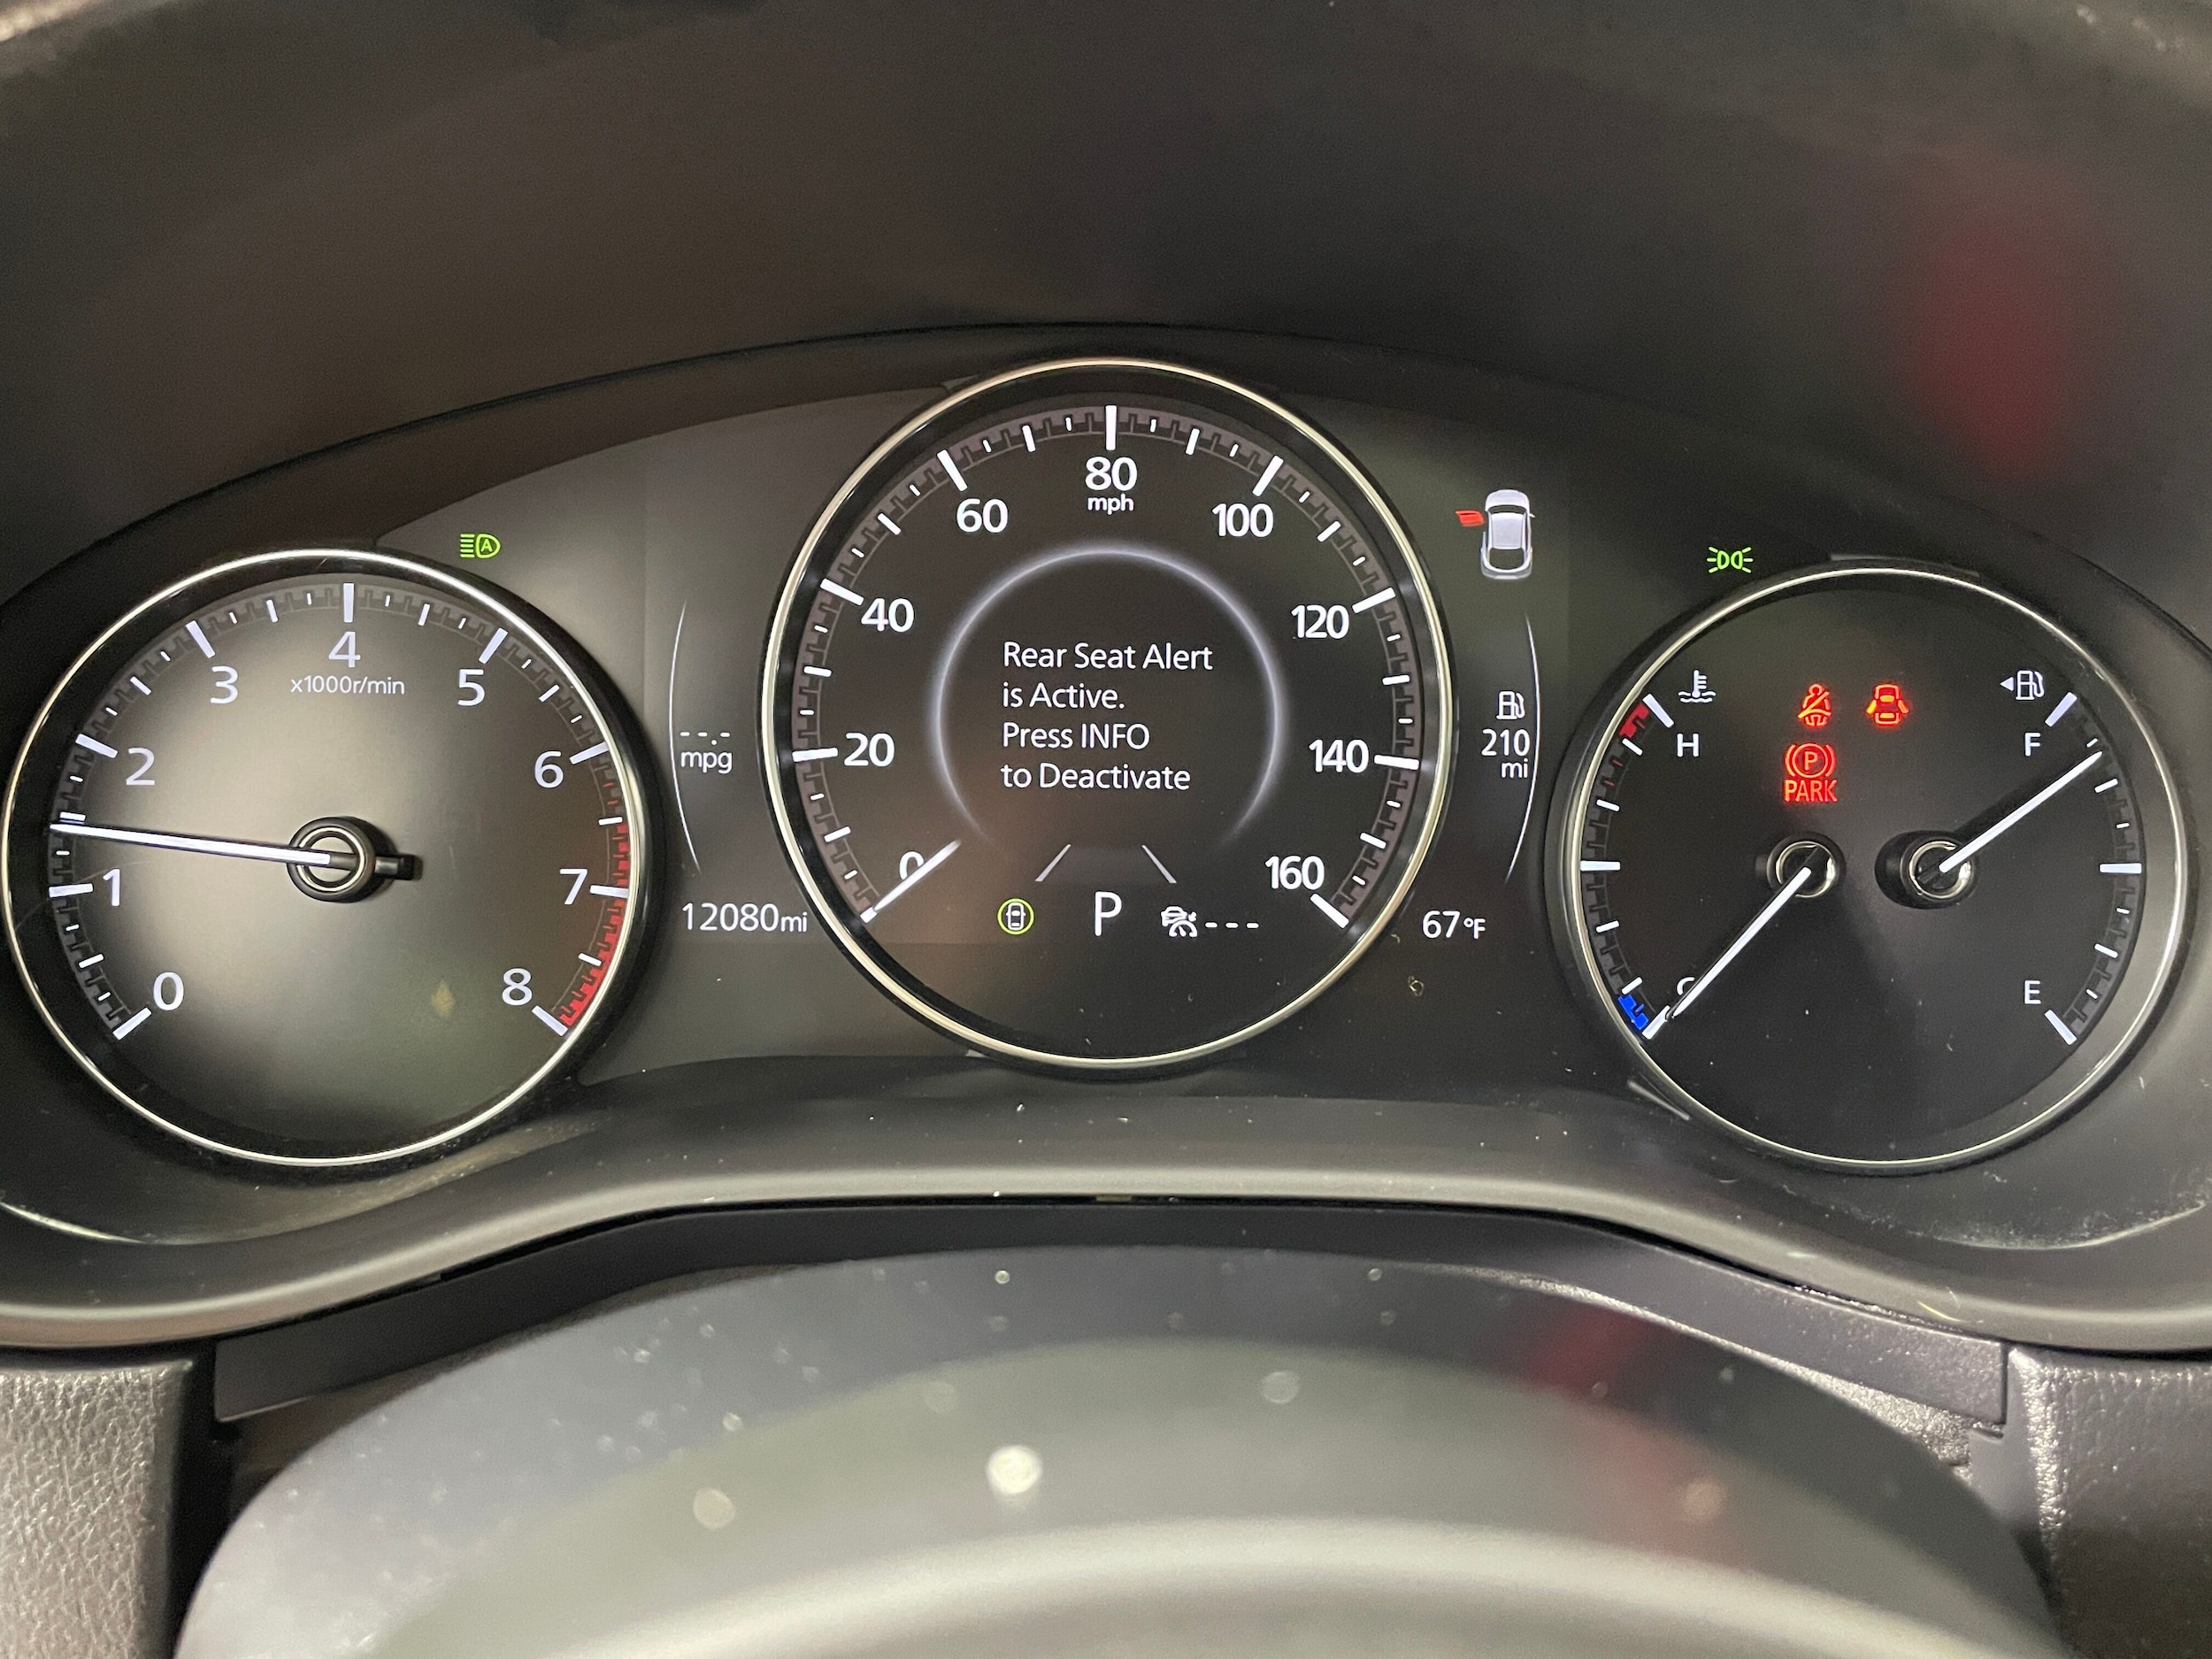 4
x1000r/min
3
5
2
6
1
7
0
8
---.-
mpg
12080mi
80
mph
60
100
40
120
20
140
0
160
Rear Seat Alert
is Active.
Press INFO
to Deactivate
P
---
210
mi
67°F
H
F
P
PARK
E
A